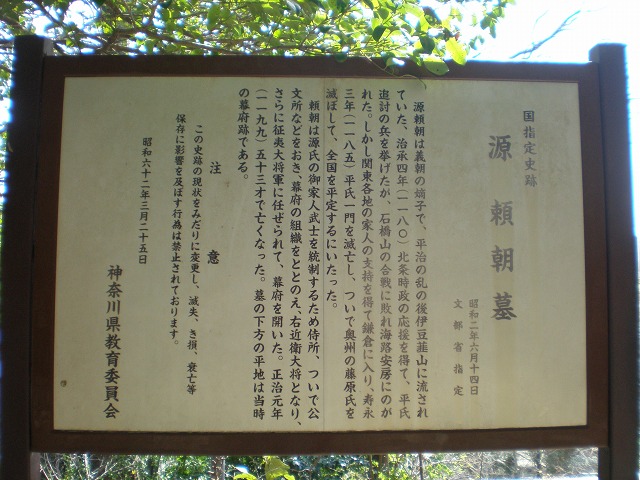 国指定史跡
源頼朝墓
昭和二年六月十四日
文部省指定
源頼朝は義朝の嫡子で、平治の乱の後伊豆韮山に流され
ていた、治承四年(一一八〇)北条時政の応援を得て、平氏
追討の兵を挙げたが、石橋山の合戦に敗れ海路安房にのが
れた。しかし関東各地の家人の支持を得て鎌倉に入り、寿永
三年(一一八五)平氏一門を滅亡し、ついで奥州の藤原氏を
滅ぼして、全国を平定するにいたった。
頼朝は源氏の御家人武士を統制するため侍所、ついで公
文所などをおき、幕府の組織をととのえ、右近衛大将となり、
さらに征夷大将軍に任ぜられて、幕府を開いた。正治元年
(一一九九)五十三才で亡くなった。墓の下方の平地は当時
の幕府跡である。
注意
この史跡の現状をみだりに変更し、滅失、き損、衰亡等
保存に影響を及ぼす行為は禁止されております。
昭和六十二年三月二十五日
神奈川県教育委員会